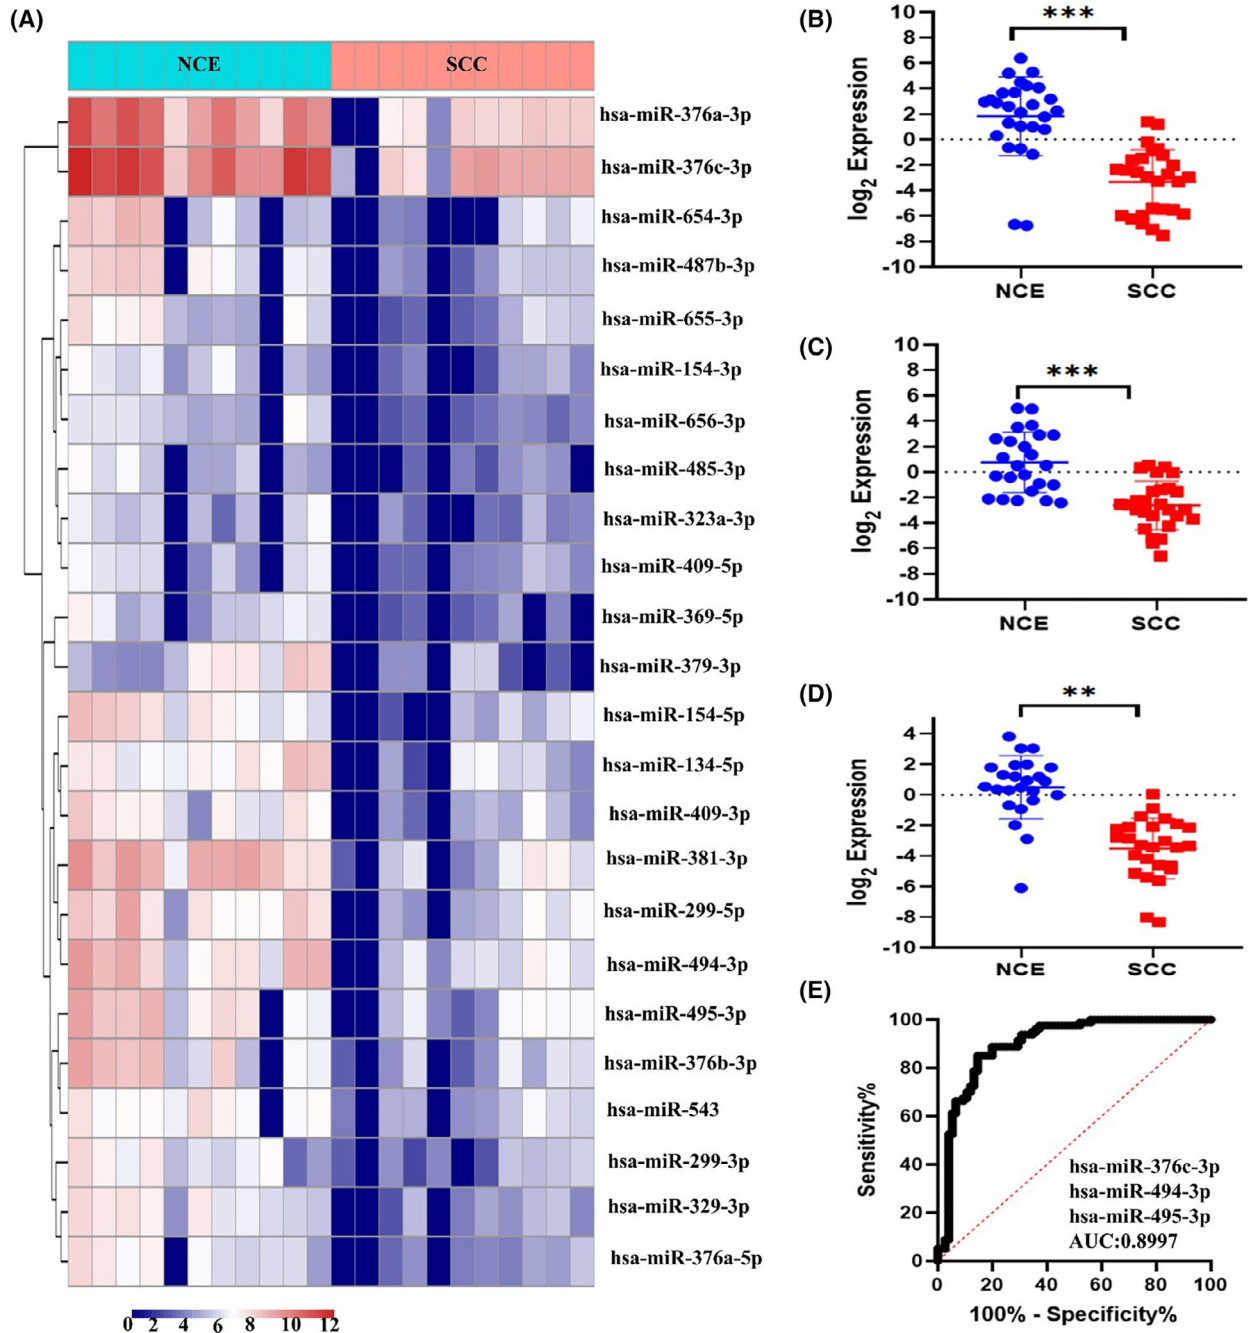 (A)
NCE SCC
hsa-miR-376a-3p
hsa-miR-376c-3p
hsa-miR-654-3p
hsa-miR-487b-3p
hsa-miR-655-3p
hsa-miR-154-3p
hsa-miR-656-3p
hsa-miR-485-3p
hsa-miR-323a-3p
hsa-miR-409-5p
hsa-miR-369-5p
hsa-miR-379-3p
hsa-miR-154-5p
hsa-miR-134-5p
hsa-miR-409-3p
hsa-miR-381-3p
hsa-miR-299-5p
hsa-miR-494-3p
hsa-miR-495-3p
hsa-miR-376b-3p
hsa-miR-543
hsa-miR-299-3p
hsa-miR-329-3p
hsa-miR-376a-5p
0 2 4 6 8 10 12
(B)
***
log2 Expression
10
8
6
4
2
0
-2
-4
-6
-8
-10
NCE SCC
(C)
***
log2 Expression
10
8
6
4
2
0
-2
-4
-6
-8
-10
NCE SCC
(D)
**
log2 Expression
4
2
0
-2
-4
-6
-8
-10
NCE SCC
(E)
Sensitivity%
100
80
60
40
20
0
hsa-miR-376c-3p
hsa-miR-494-3p
hsa-miR-495-3p
AUC:0.8997
0 20 40 60 80 100
100% - Specificity%